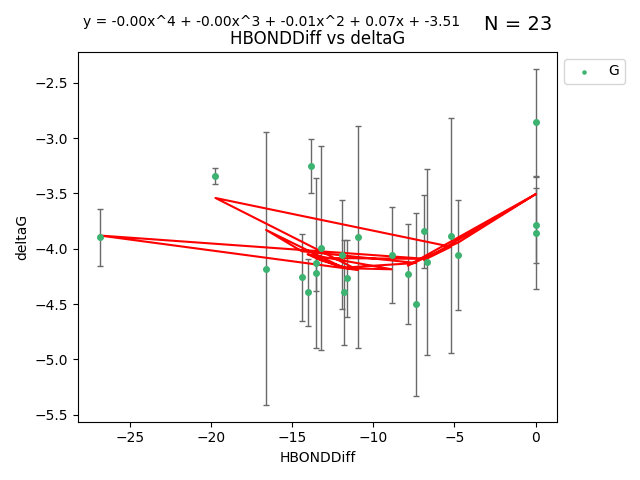 y = -0.00x^4 + -0.00x^3 + -0.01x^2 + 0.07x + -3.51
N = 23
HBONDDiff vs deltaG
G
deltaG
−2.5
−3.0
−3.5
−4.0
−4.5
−5.0
−5.5
−25
−20
−15
−10
−5
0
HBONDDiff